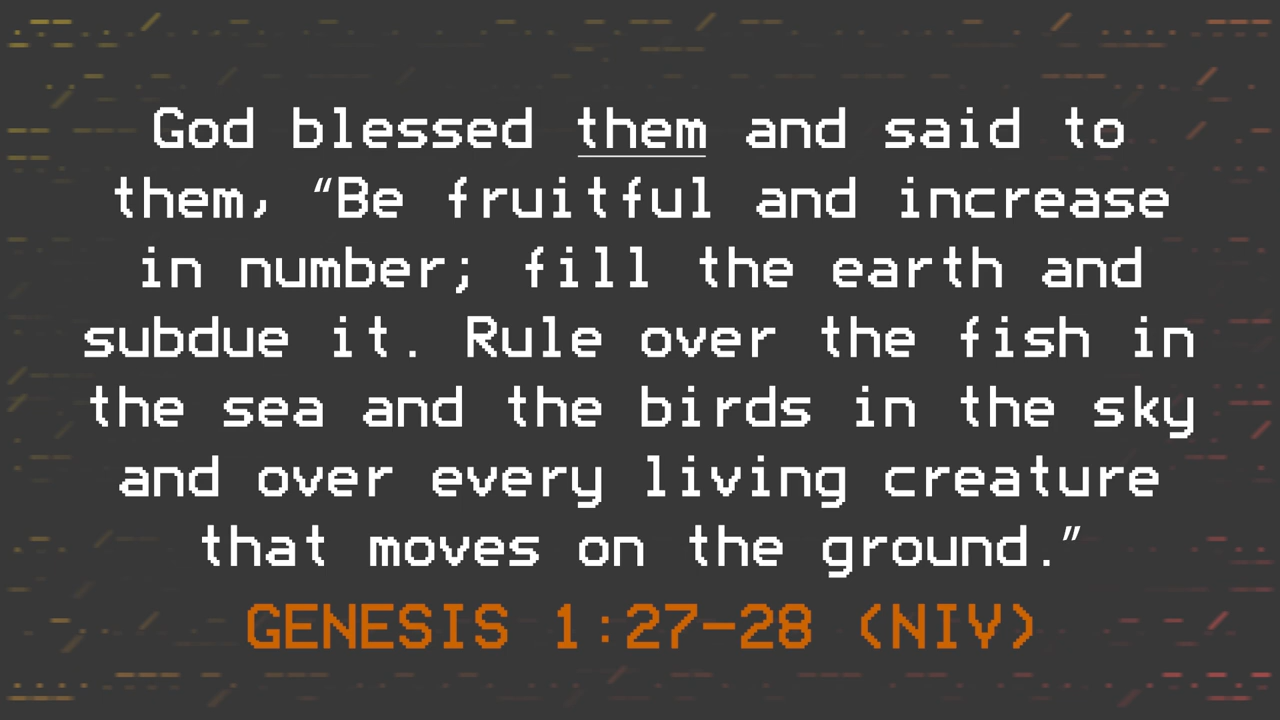 God blessed them and said to
them, “Be fruitful and increase
in number; fill the earth and
subdue it. Rule over the fish in
the sea and the birds in the sky
and over every living creature
that moves on the ground.”
GENESIS 1:27-28 (NIV)